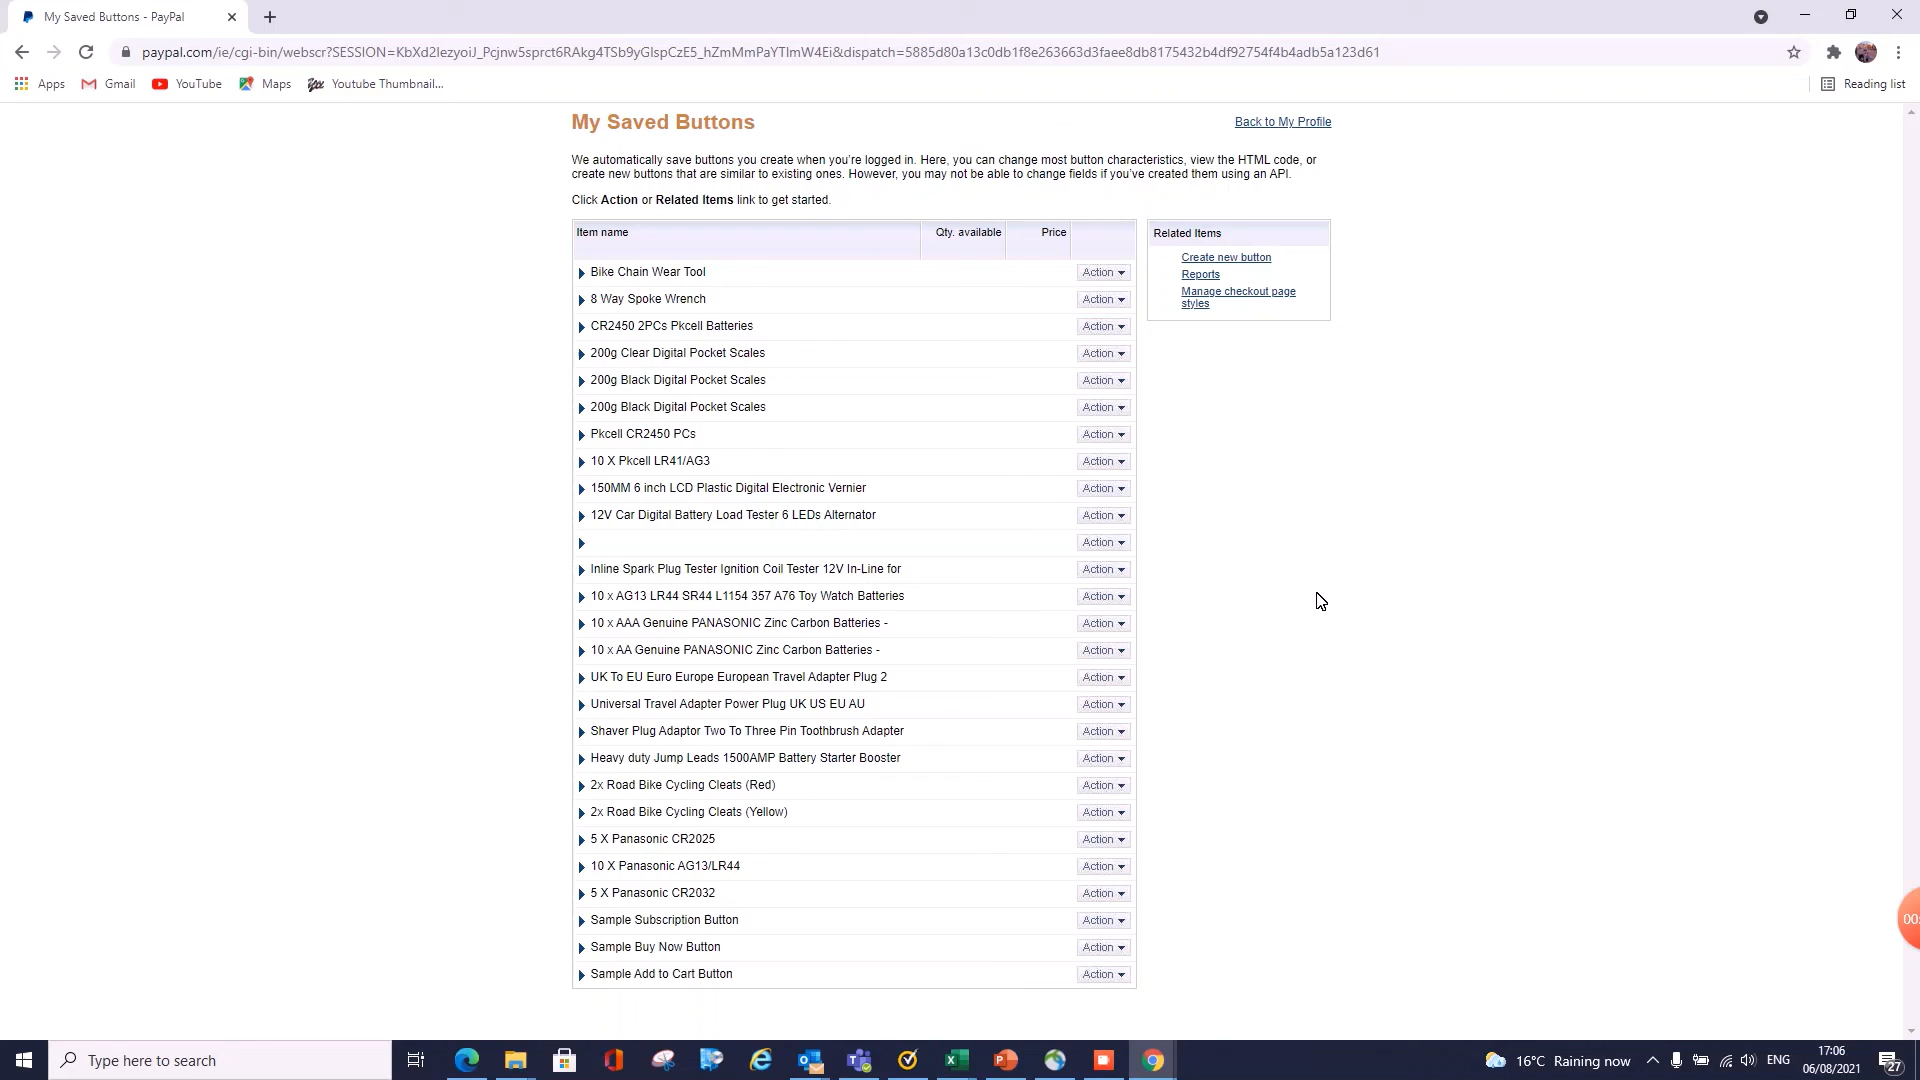 My Saved Buttons - PayPal
paypal.com/ie/cgi-bin/webscr?SESSION=KbXd2IezyoiJ_Pcjnw5sprct6RAkg4TSb9yGlspCzE5_hZmMmPaYTlmW4Ei&dispatch=5885d80a13c0db1f8e263663d3faee8db8175432b4df92754f4b4adb5a123d61
Apps Gmail YouTube Maps Youtube Thumbnail... Reading list
My Saved Buttons
Back to My Profile
We automatically save buttons you create when you're logged in. Here, you can change most button characteristics, view the HTML code, or
create new buttons that are similar to existing ones. However, you may not be able to change fields if you've created them using an API.
Click Action or Related Items link to get started.
Item name Qty. available Price
Bike Chain Wear Tool Action
8 Way Spoke Wrench Action
CR2450 2PCs Pkcell Batteries Action
200g Clear Digital Pocket Scales Action
200g Black Digital Pocket Scales Action
200g Black Digital Pocket Scales Action
Pkcell CR2450 PCs Action
10 X Pkcell LR41/AG3 Action
150MM 6 inch LCD Plastic Digital Electronic Vernier Action
12V Car Digital Battery Load Tester 6 LEDs Alternator Action
Action
Inline Spark Plug Tester Ignition Coil Tester 12V In-Line for Action
10 x AG13 LR44 SR44 L1154 357 A76 Toy Watch Batteries Action
10 x AAA Genuine PANASONIC Zinc Carbon Batteries - Action
10 x AA Genuine PANASONIC Zinc Carbon Batteries - Action
UK To EU Euro Europe European Travel Adapter Plug 2 Action
Universal Travel Adapter Power Plug UK US EU AU Action
Shaver Plug Adaptor Two To Three Pin Toothbrush Adapter Action
Heavy duty Jump Leads 1500AMP Battery Starter Booster Action
2x Road Bike Cycling Cleats (Red) Action
2x Road Bike Cycling Cleats (Yellow) Action
5 X Panasonic CR2025 Action
10 X Panasonic AG13/LR44 Action
5 X Panasonic CR2032 Action
Sample Subscription Button Action
Sample Buy Now Button Action
Sample Add to Cart Button Action
Related Items
Create new button
Reports
Manage checkout page
styles
00:
Type here to search
16°C Raining now
ENG
17:06
06/08/2021
27